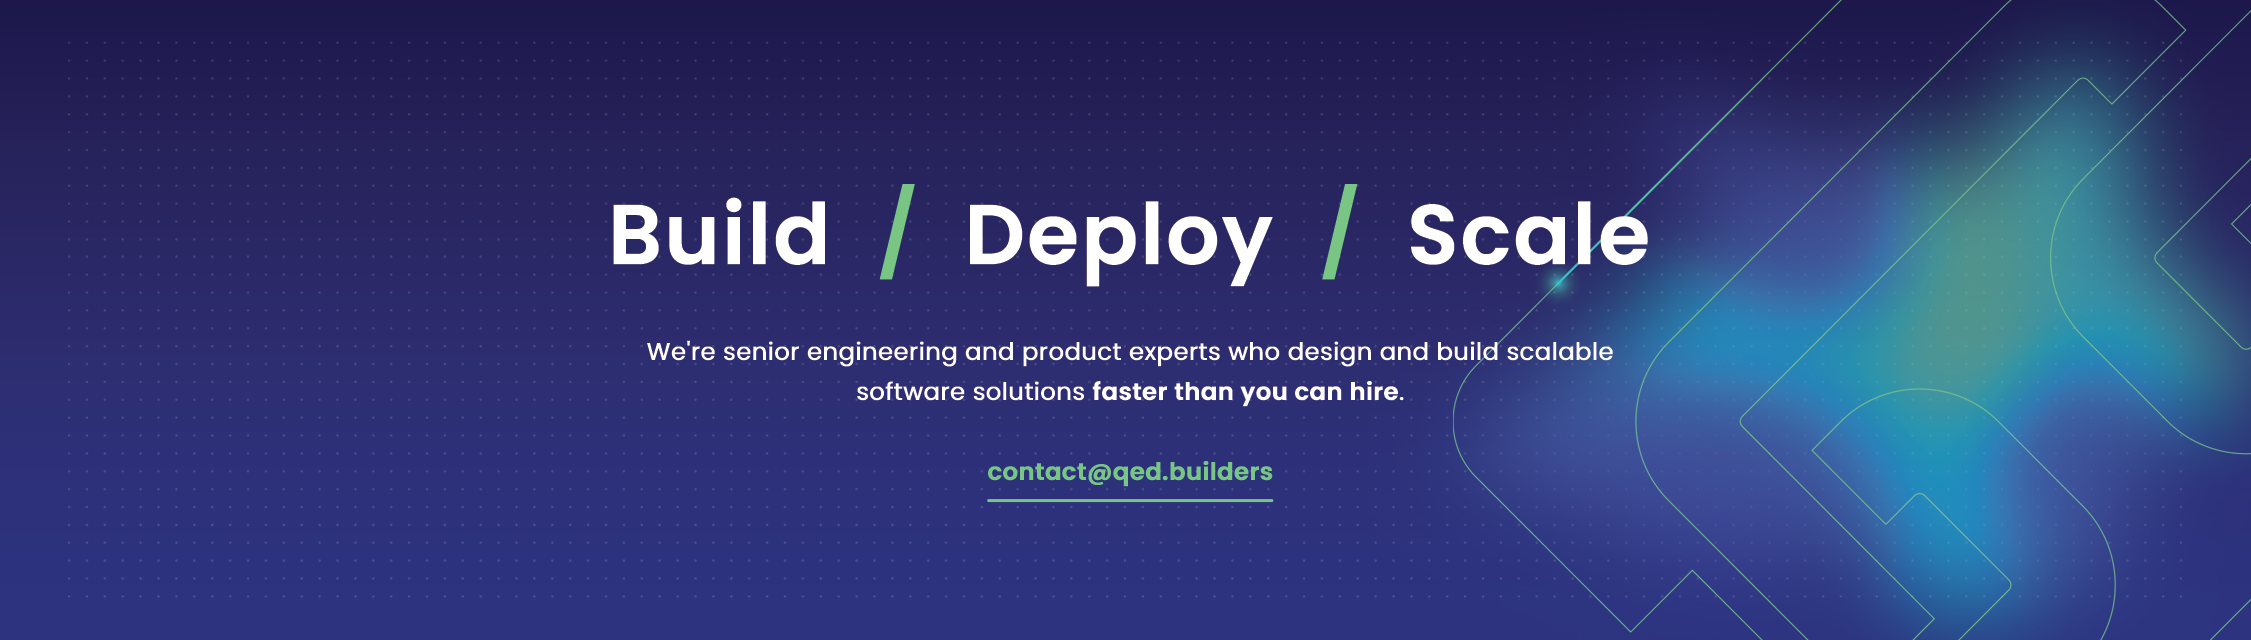 Build / Deploy / Scale
We're senior engineering and product experts who design and build scalable
software solutions faster than you can hire.
contact@qed.builders